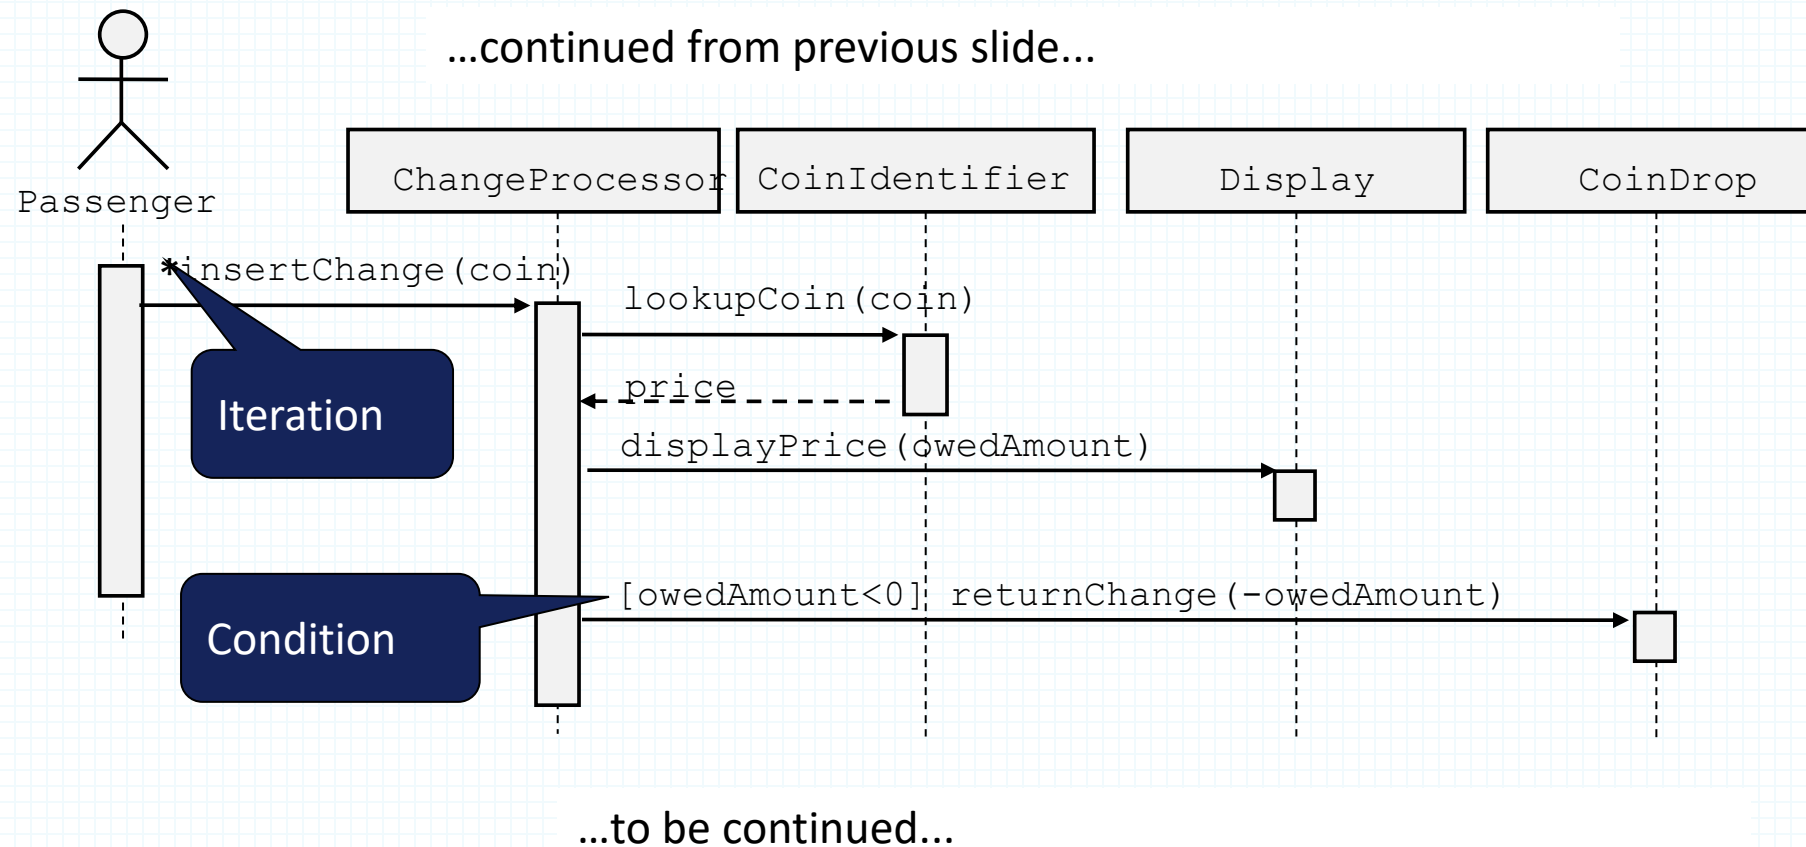 …continued from previous slide...
ChangeProcessor
CoinIdentifier
Display
CoinDrop
Passenger
*insertChange(coin)
lookupCoin(coin)
price
Iteration
displayPrice(owedAmount)
[owedAmount<0] returnChange(-owedAmount)
Condition
…to be continued...